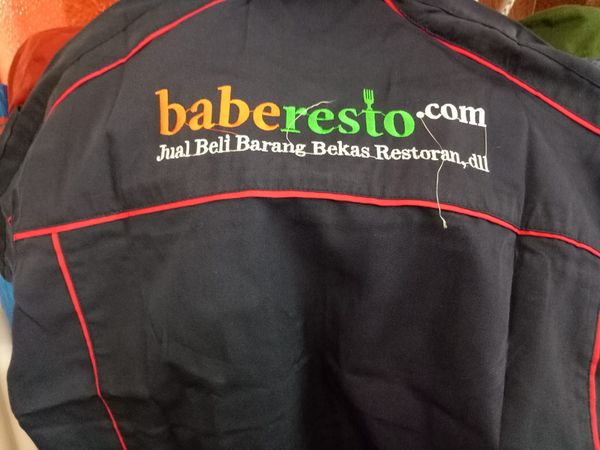 baberesto.com
Jual Beli Barang Bekas Restoran, dll